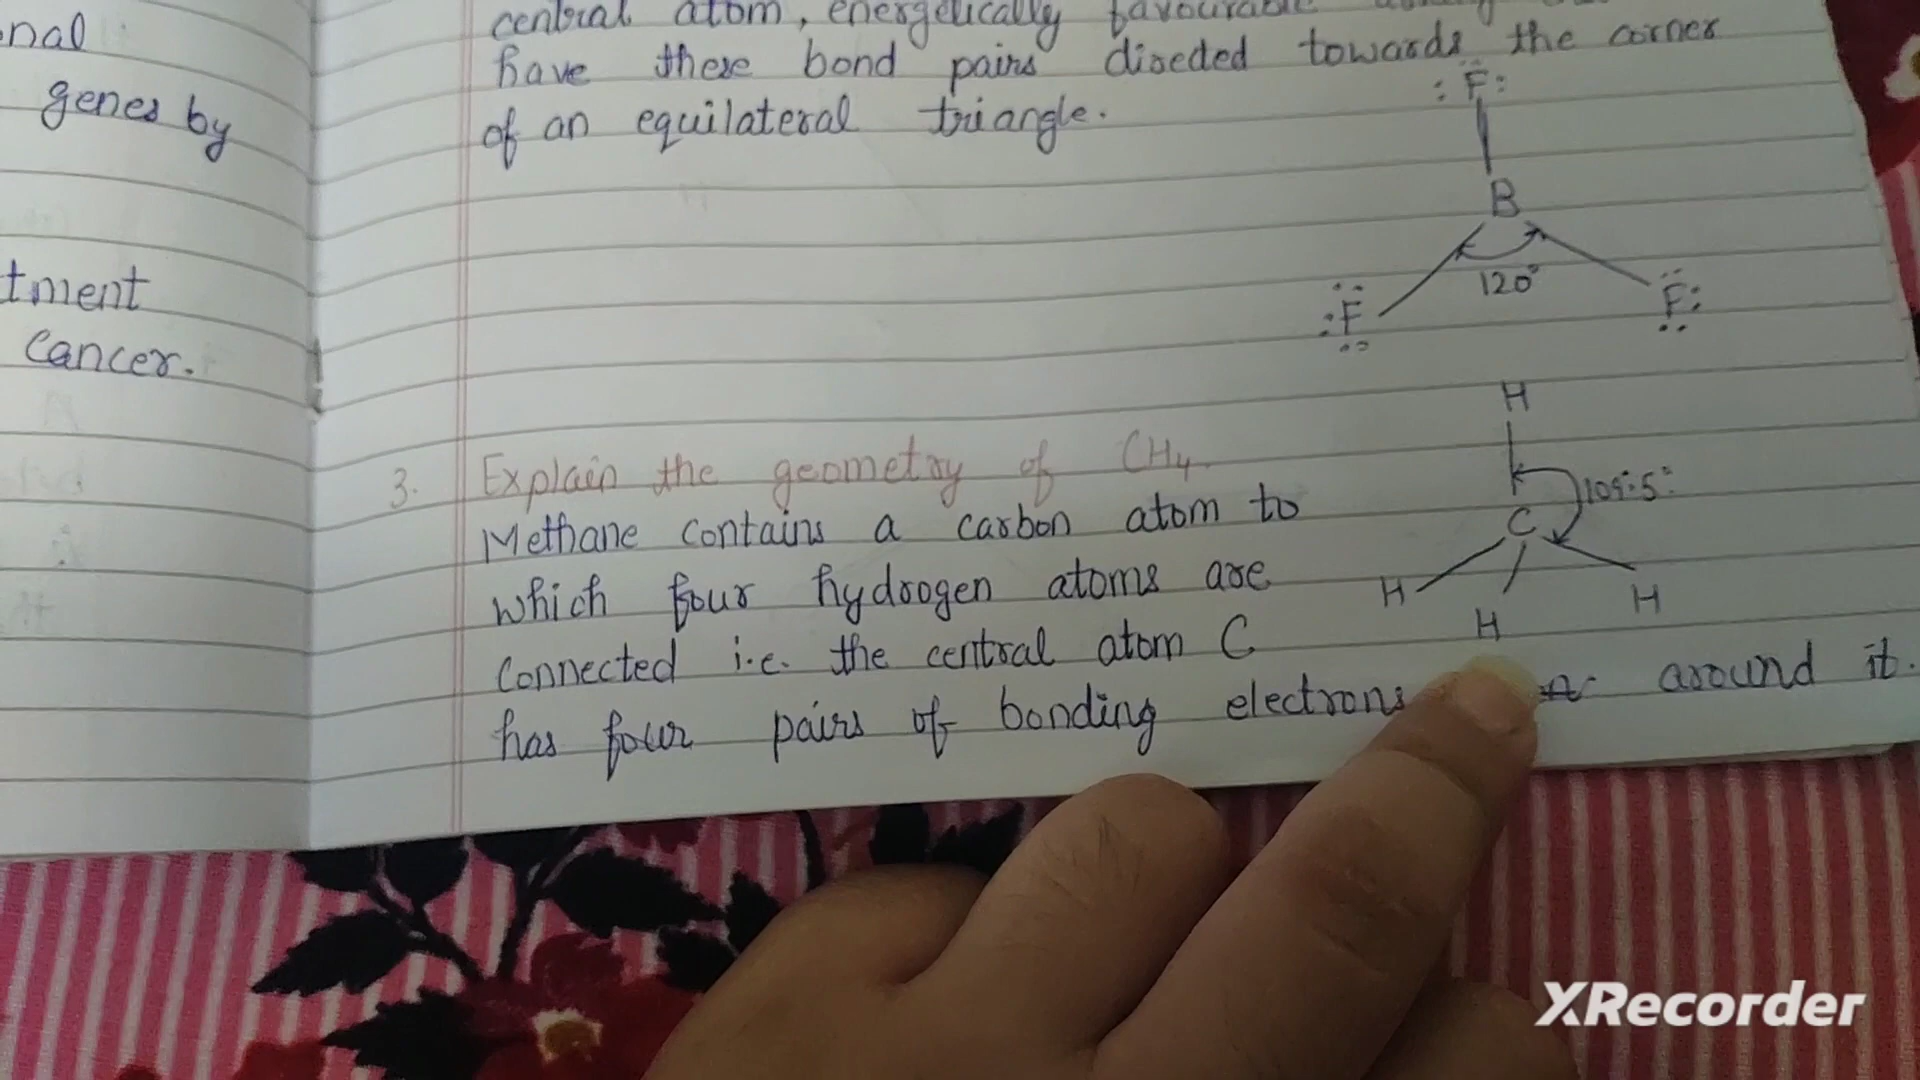 nal
genes by
tment
cancer.
central atom, energetically favourable
have these bond pairs diseded towards the corner
of an equilateral triangle.
:F:
B
120°
:F
F:
3. Explain the geometry of CH4.
Methane contains a carbon atom to
which four hydrogen atoms are
connected i.e. the central atom C
has four pairs of bonding electrons around it.
H
109.5°
C
H
H
H
XRecorder